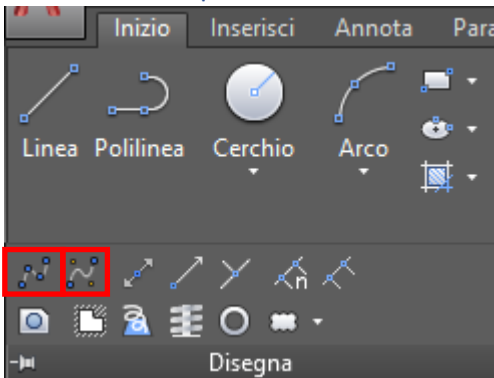 Inizio Inserisci Annota Para
Linea Polilinea Cerchio Arco
n
Disegna